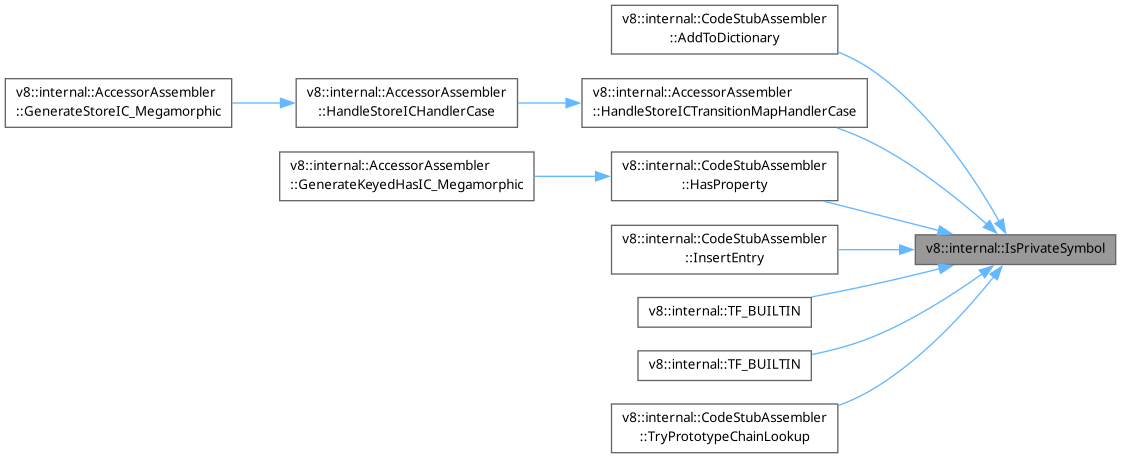 v8::internal::CodeStubAssembler
::AddToDictionary
v8::internal::AccessorAssembler
::GenerateStoreIC_Megamorphic
v8::internal::AccessorAssembler
::HandleStoreICHandlerCase
v8::internal::AccessorAssembler
::HandleStoreICTransitionMapHandlerCase
v8::internal::AccessorAssembler
::GenerateKeyedHasIC_Megamorphic
v8::internal::CodeStubAssembler
::HasProperty
v8::internal::CodeStubAssembler
::InsertEntry
v8::internal::IsPrivateSymbol
v8::internal::TF_BUILTIN
v8::internal::TF_BUILTIN
v8::internal::CodeStubAssembler
::TryPrototypeChainLookup